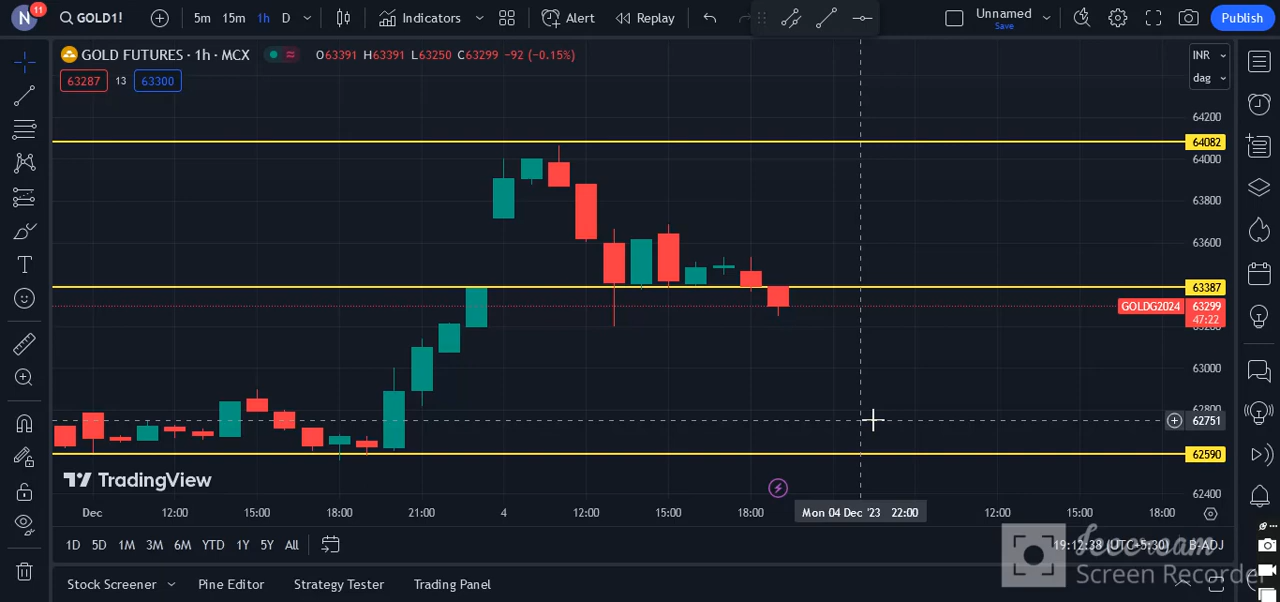 N 11 GOLD1! 5m 15m 1h D Indicators Alert Replay Unnamed Save Publish
GOLD FUTURES · 1h · MCX O63391 H63391 L63250 C63299 −92 (−0.15%)
63287 13 63300
INR
dag
64200
64082
64000
63800
63600
63387
GOLDG2024 63299
47:22
63200
63000
62800
62751
62590
62400
TradingView
Dec 12:00 15:00 18:00 21:00 4 12:00 15:00 18:00 Mon 04 Dec '23 22:00 12:00 15:00 18:00
1D 5D 1M 3M 6M YTD 1Y 5Y All 19:12:38 (UTC+5:30) B-ADJ
Icecream
Screen Recorder
Stock Screener Pine Editor Strategy Tester Trading Panel